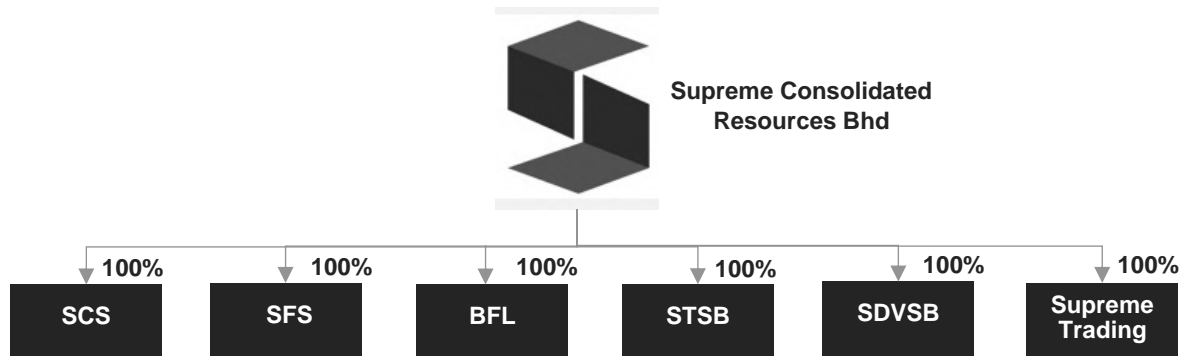 Supreme Consolidated
Resources Bhd
100%
100%
100%
100%
100%
100%
SCS
SFS
BFL
STSB
SDVSB
Supreme
Trading